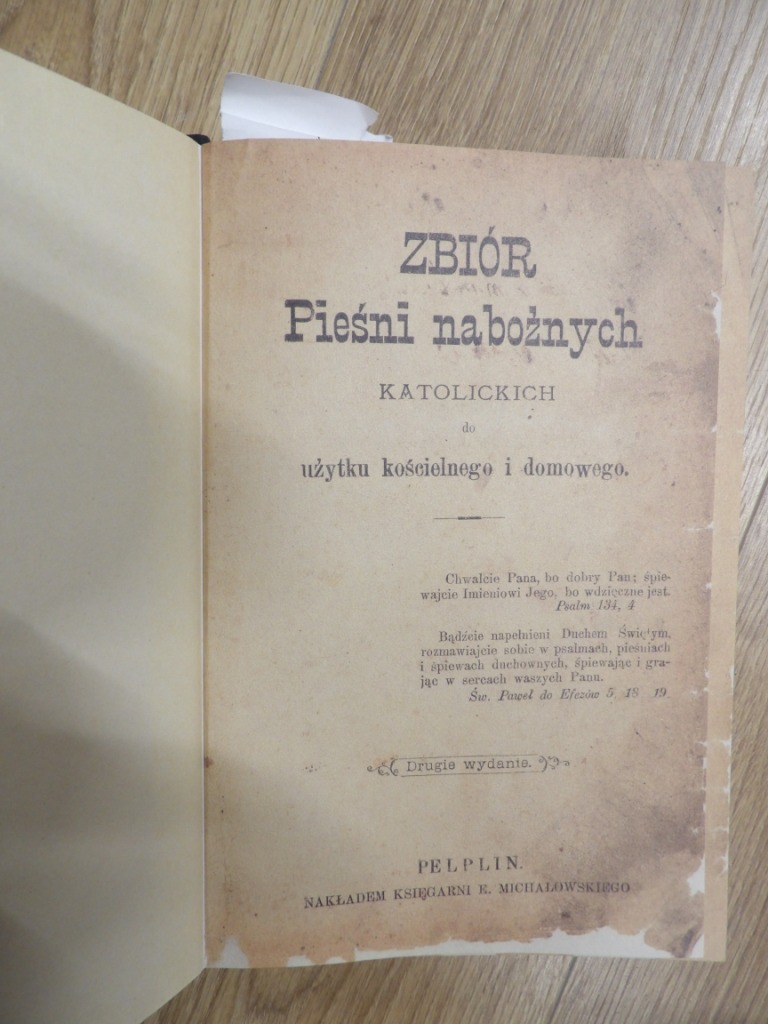 ZBIÓR
Pieśni nabożnych
KATOLICKICH
do
użytku kościelnego i domowego.
Chwalcie Pana, bo dobry Pan; śpie-
wajcie Imieniowi Jego, bo wdzięczne jest.
Psalm 134, 4
Bądźcie napełnieni Duchem Świętym,
rozmawiajcie sobie w psalmach, pieśniach
i śpiewach duchownych, śpiewając i gra-
jąc w sercach waszych Panu.
Św. Paweł do Efezów 5, 18 19
Drugie wydanie.
PELPLIN.
NAKŁADEM KSIĘGARNI E. MICHAŁOWSKIEGO